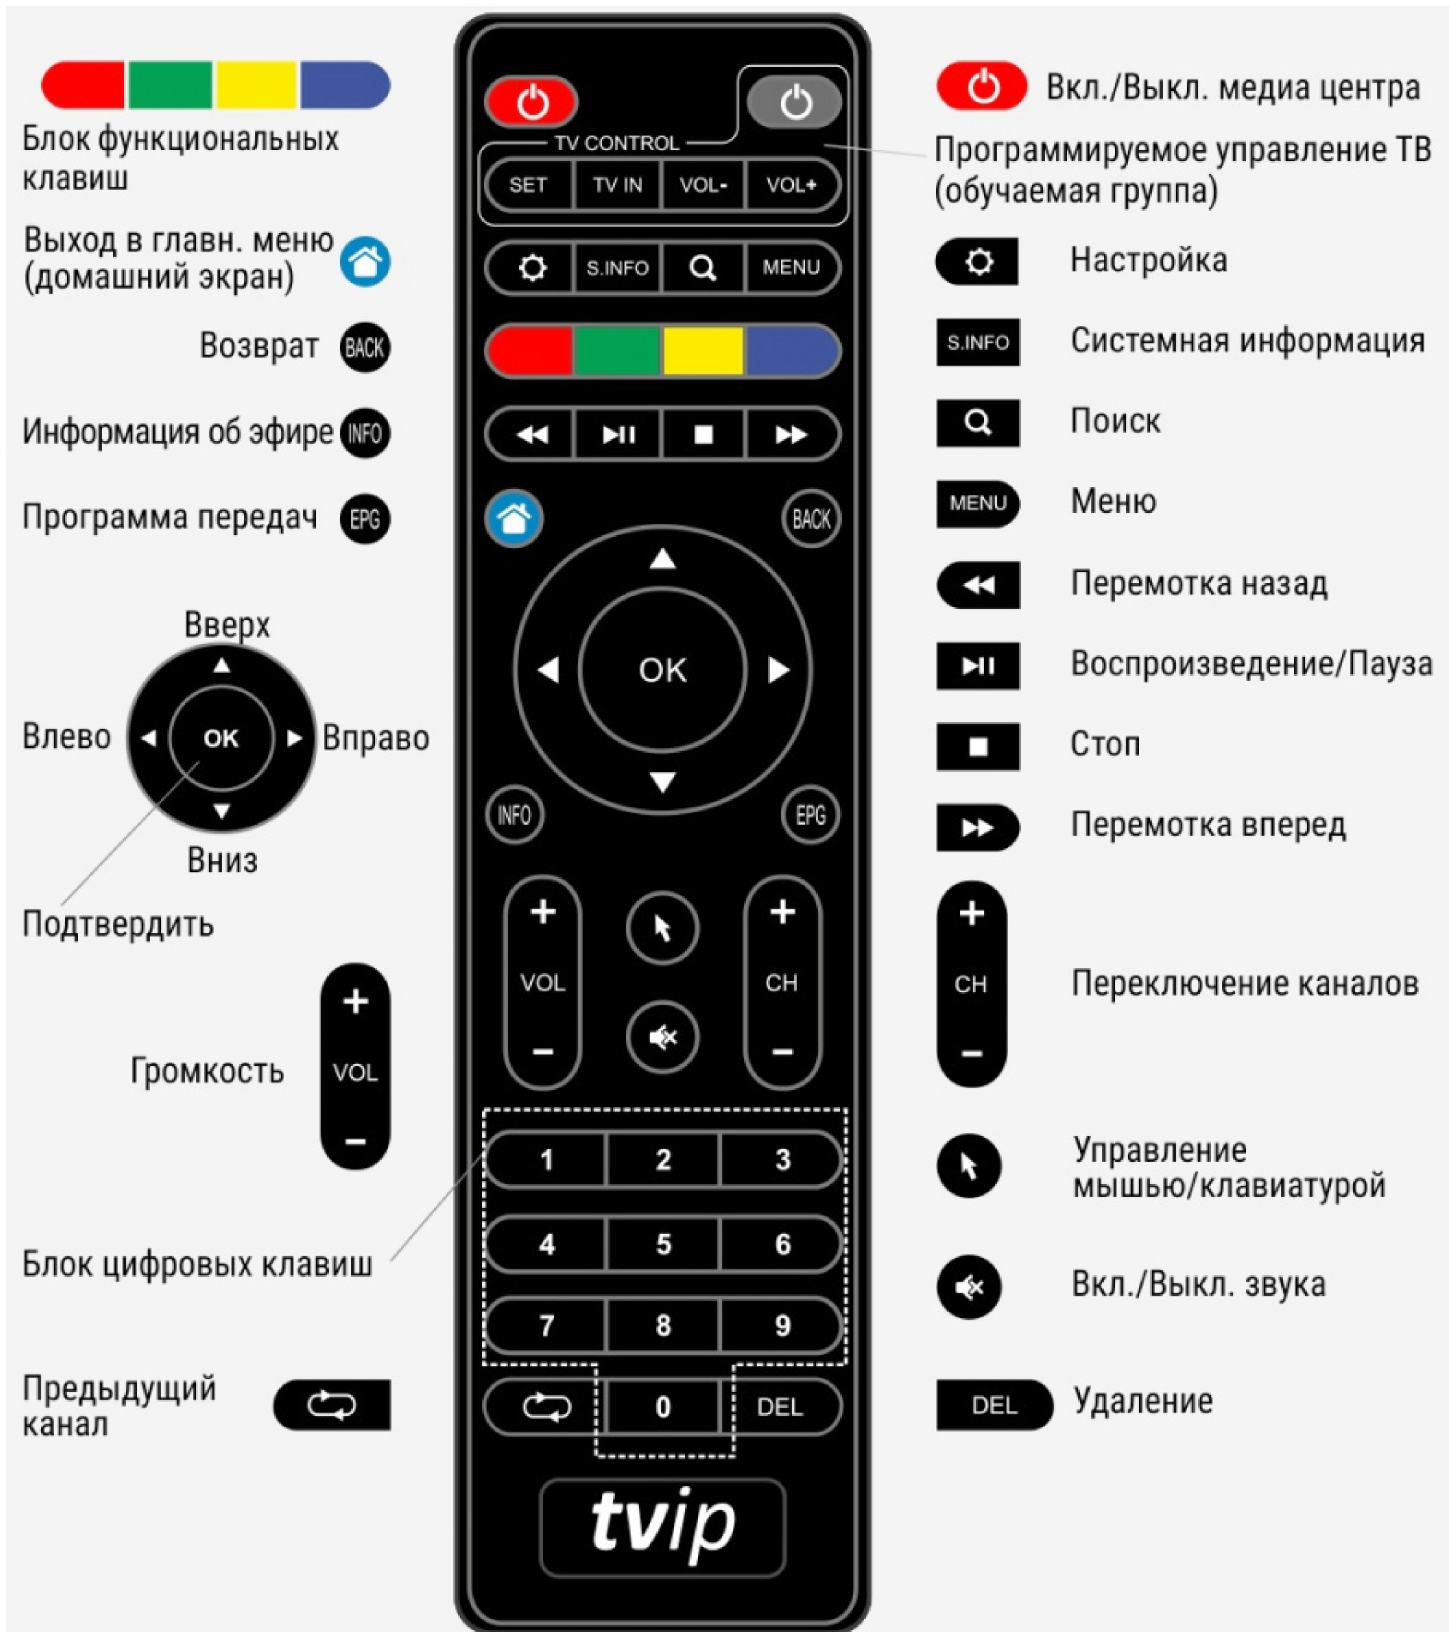 Блок функциональных
клавиш
Выход в главн. меню
(домашний экран)
Возврат BACK
Информация об эфире INFO
Программа передач EPG
Вверх
Влево OK Вправо
Вниз
Подтвердить
+
Громкость VOL
-
Блок цифровых клавиш
Предыдущий
канал
TV CONTROL
SET TV IN VOL- VOL+
S.INFO MENU
BACK
OK
INFO EPG
+ +
VOL CH
- -
1 2 3
4 5 6
7 8 9
0 DEL
tvip
Вкл./Выкл. медиа центра
Программируемое управление ТВ
(обучаемая группа)
Настройка
S.INFO Системная информация
Поиск
MENU Меню
Перемотка назад
Воспроизведение/Пауза
Стоп
Перемотка вперед
+
CH Переключение каналов
-
Управление
мышью/клавиатурой
Вкл./Выкл. звука
DEL Удаление